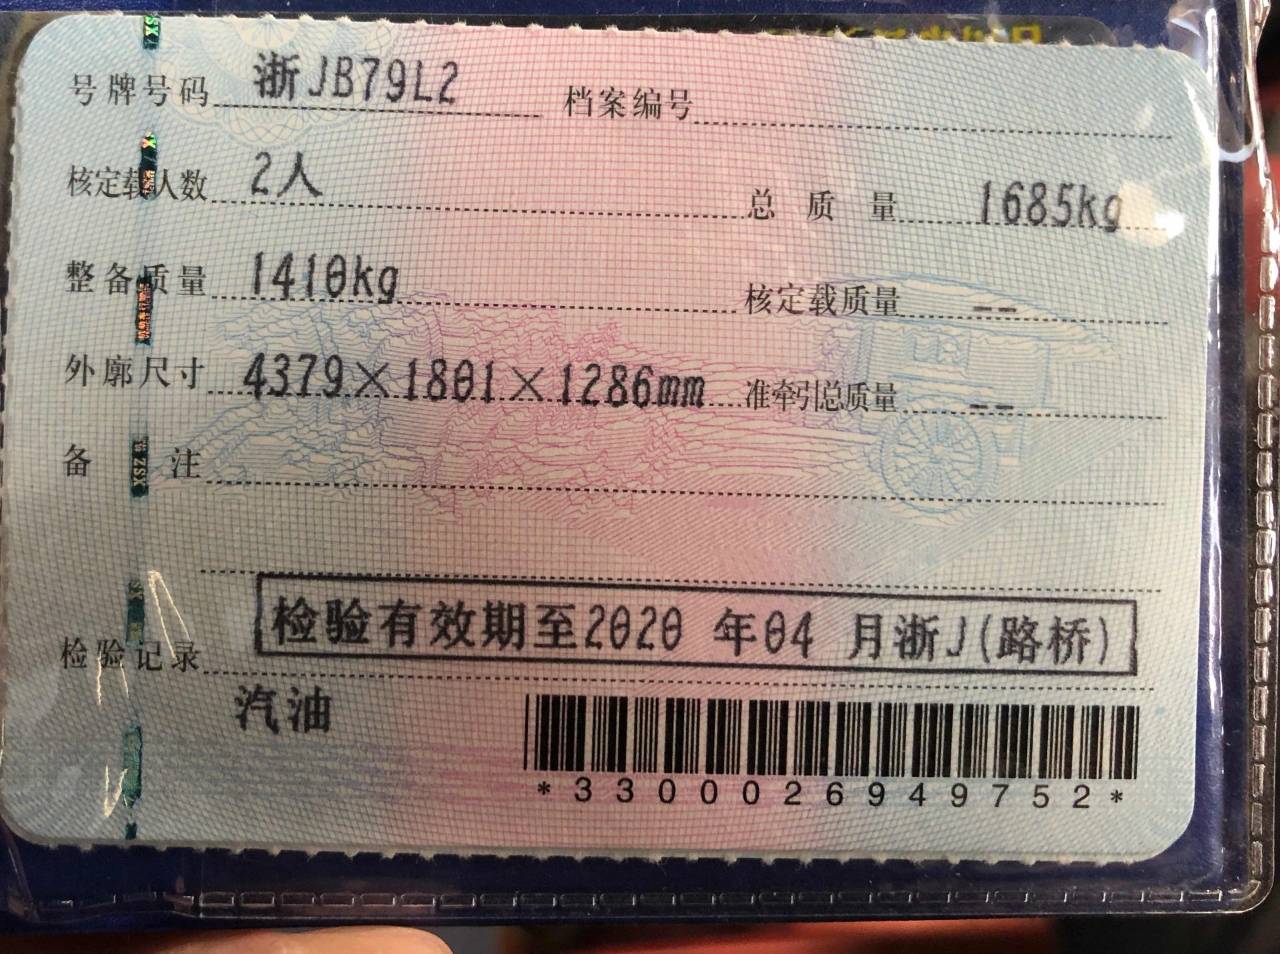 号牌号码 浙JB79L2 档案编号
核定载人数 2人 总质量 1685kg
整备质量 1410kg 核定载质量 --
外廓尺寸 4379×1801×1286mm 准牵引总质量 --
备注
检验记录 检验有效期至2020 年04 月浙J(路桥)
汽油
*3300026949752*